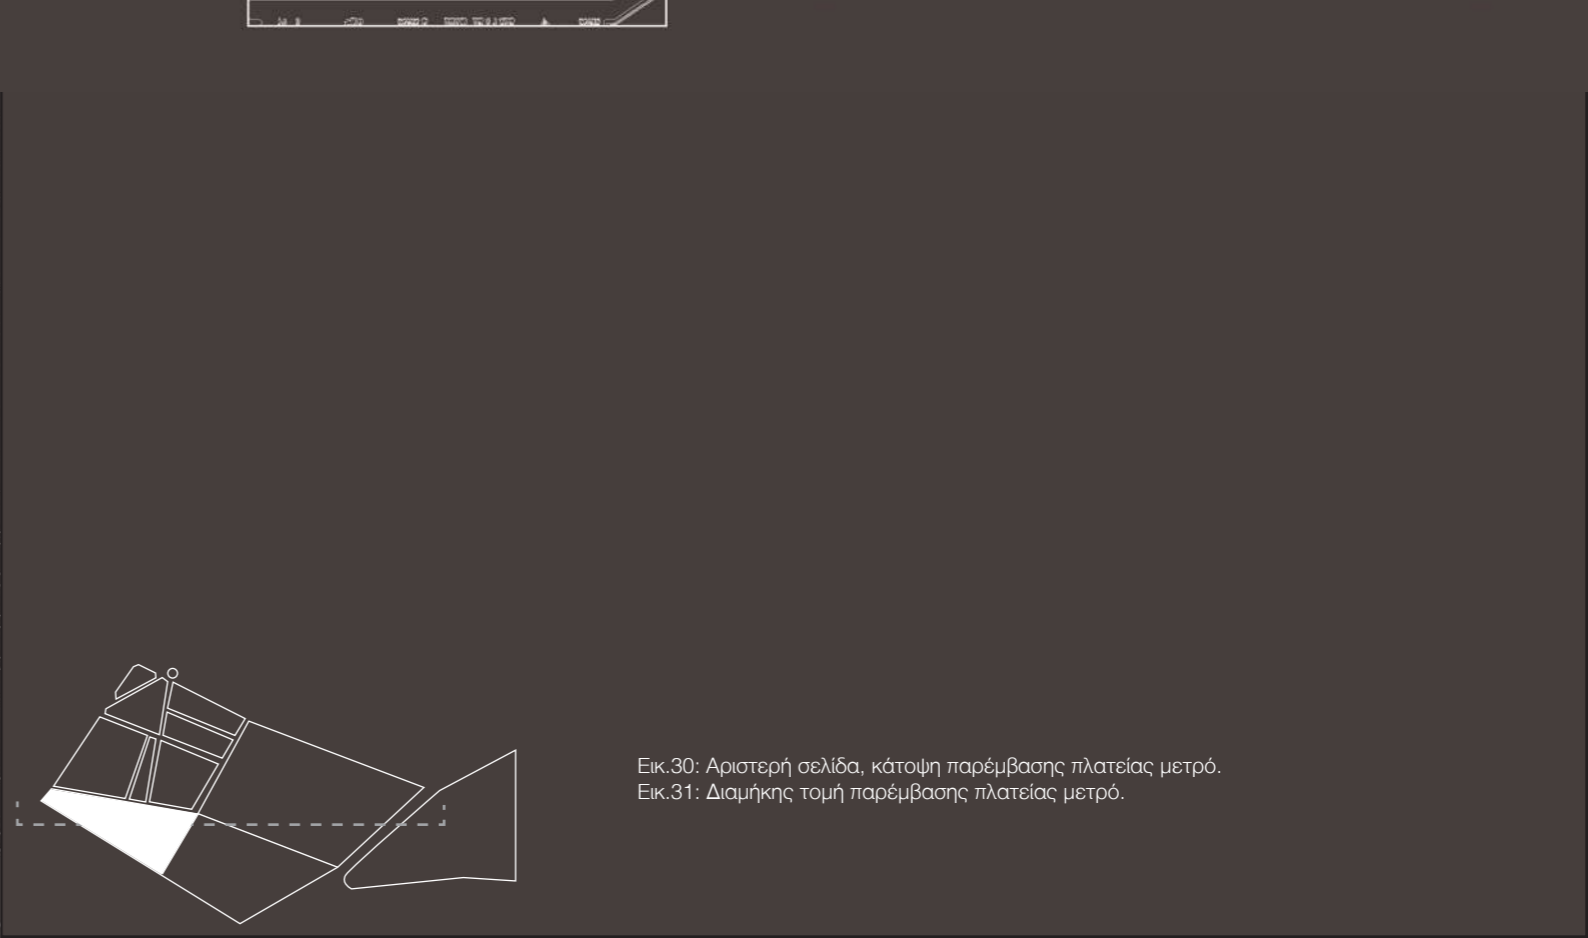 Εικ.30: Αριστερή σελίδα, κάτοψη παρέμβασης πλατείας μετρό.
Εικ.31: Διαμήκης τομή παρέμβασης πλατείας μετρό.